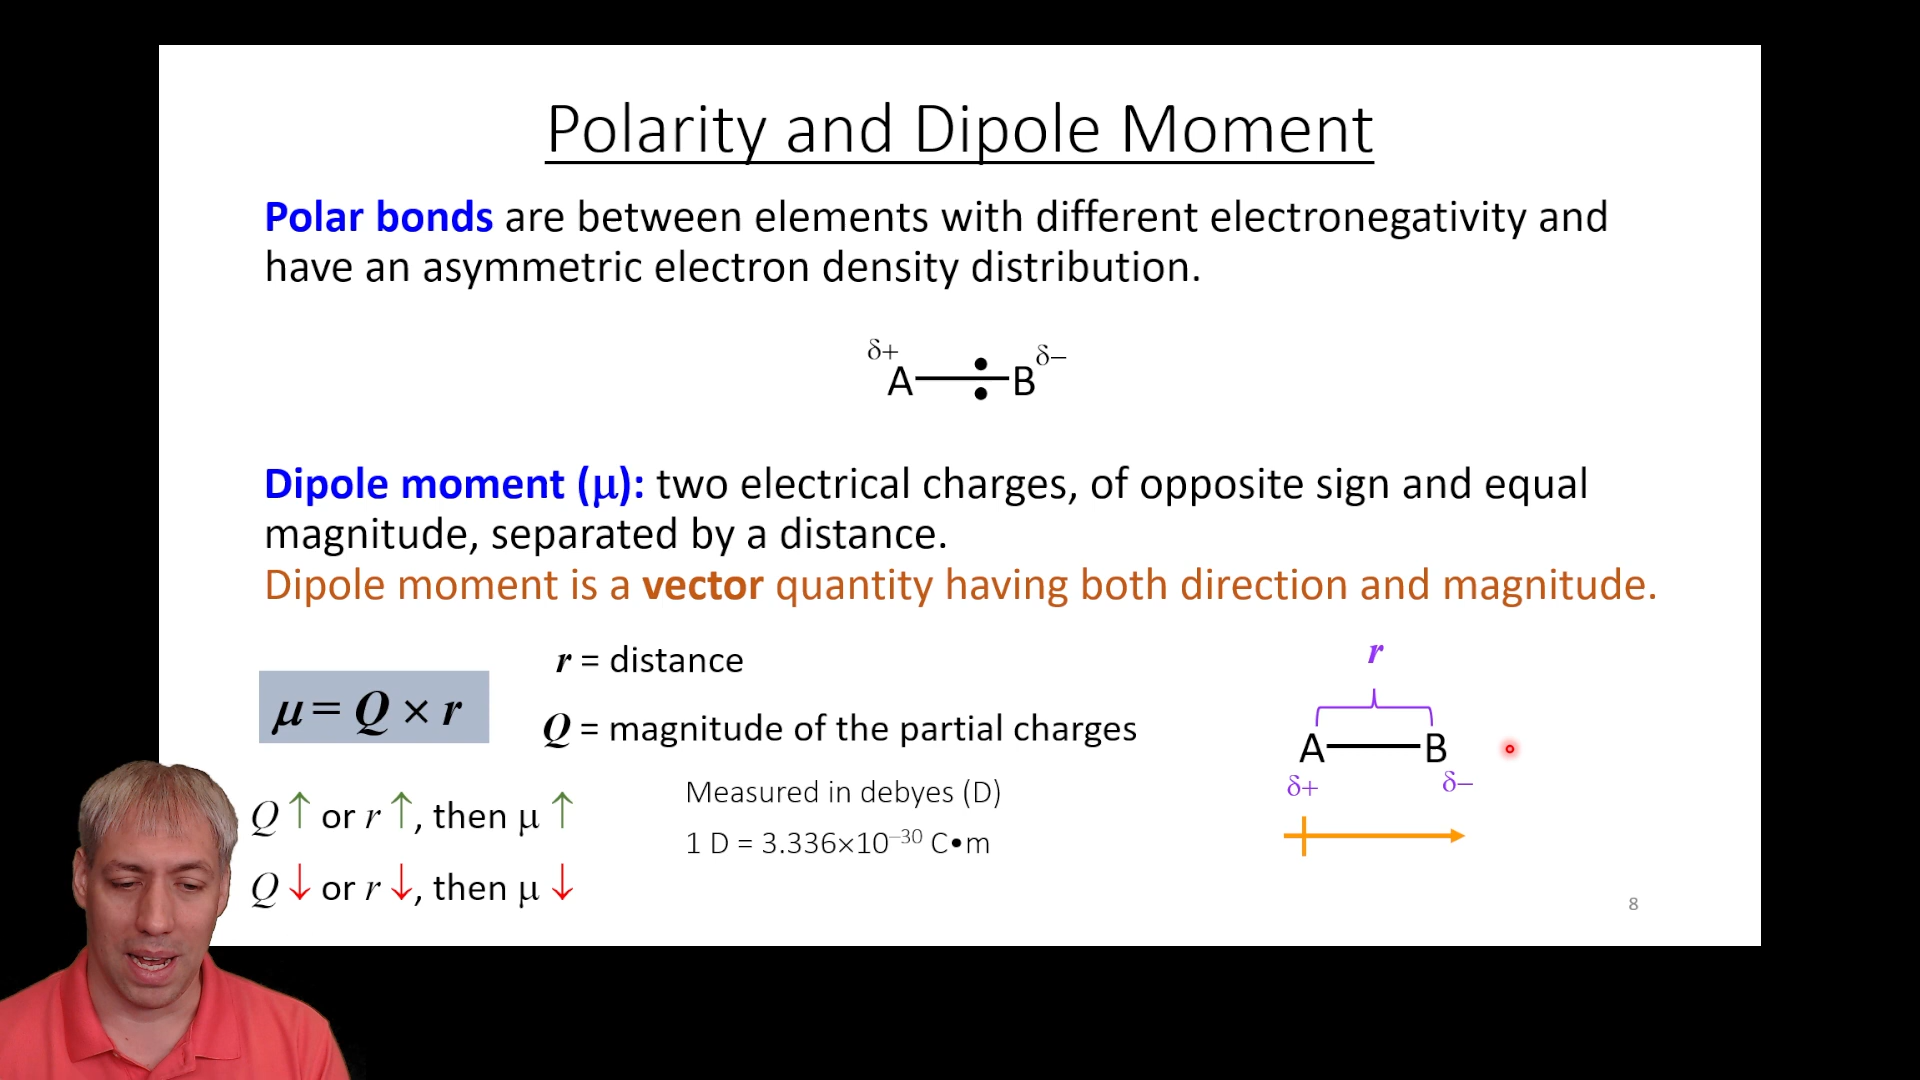 Polarity and Dipole Moment
Polar bonds are between elements with different electronegativity and
have an asymmetric electron density distribution.
δ+ δ−
A B
Dipole moment (μ): two electrical charges, of opposite sign and equal
magnitude, separated by a distance.
Dipole moment is a vector quantity having both direction and magnitude.
r = distance
r
μ = Q × r
Q = magnitude of the partial charges
A B
δ+ δ−
Measured in debyes (D)
Q ↑ or r ↑, then μ ↑
1 D = 3.336×10⁻³⁰ C•m
Q ↓ or r ↓, then μ ↓
8